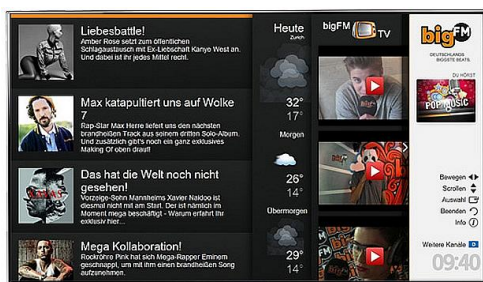 Liebesbattle!
Amber Rose setzt zum öffentlichen
Schlagaustausch mit Ex-Liebschaft Kanye West an.
Und dabei ist ihr jedes Mittel recht.
Max katapultiert uns auf Wolke
7
Rap-Star Max Herre liefert uns den nächsten
brandheißen Track aus seinem dritten Solo-Album.
Und zusätzlich gibt's noch ein ganz exklusives
Making Of oben drauf!
Das hat die Welt noch nicht
gesehen!
Vorzeige-Sohn Mannheims Xavier Naidoo ist
diesmal nicht mit am Start. Der ist nämlich im
Moment mega beschäftigt - Warum erfahrt ihr
exklusiv hier...
Mega Kollaboration!
Rockröhre Pink hat sich Mega-Rapper Eminem
geschnappt, um mit ihm einen brandheißen Song
aufzunehmen.
Heute
Zürich
32°
17°
Morgen
26°
14°
Übermorgen
29°
14°
bigFM TV
bigFM
DEUTSCHLANDS
BIGGSTE BEATS.
DU HÖRST
POP MUSIC
Bewegen
Scrollen
Auswahl
Beenden
Info
Weitere Kanäle
09:40